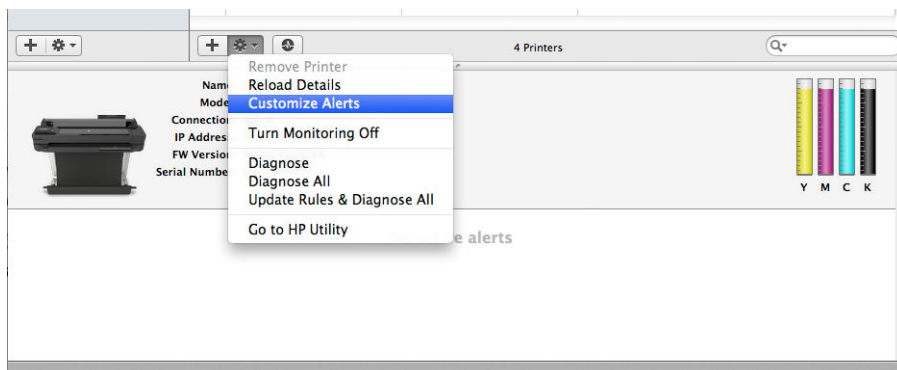 4 Printers
Remove Printer
Reload Details
Customize Alerts
Turn Monitoring Off
Diagnose
Diagnose All
Update Rules & Diagnose All
Go to HP Utility
Nam
Mode
Connection
IP Addres
FW Version
Serial Numbe
Y M C K
alerts